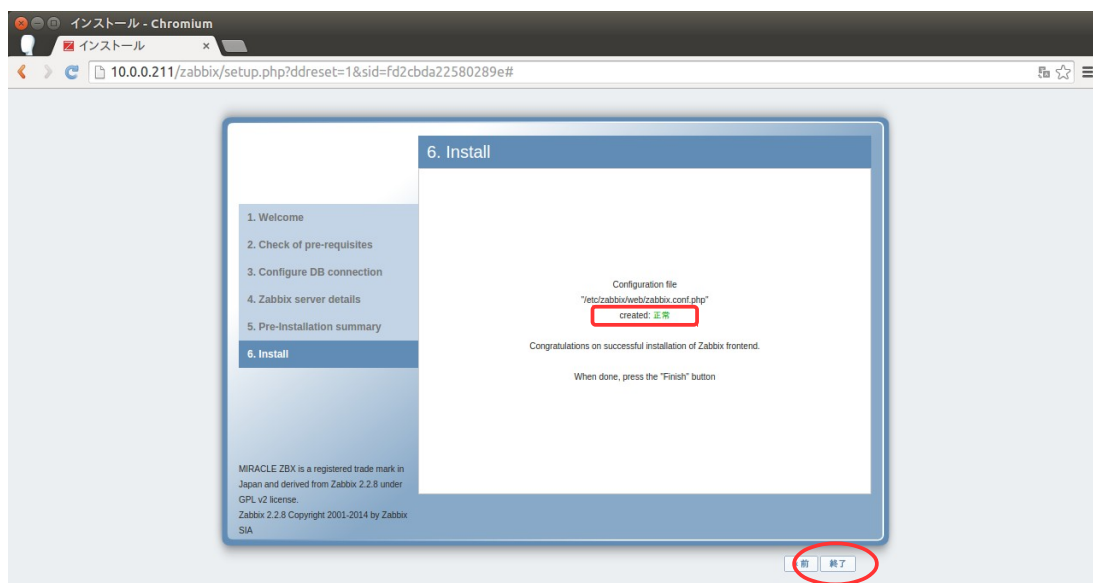 インストール - Chromium
インストール ×
10.0.0.211/zabbix/setup.php?ddreset=1&sid=fd2cbda22580289e#
6. Install
1. Welcome
2. Check of pre-requisites
3. Configure DB connection
4. Zabbix server details
5. Pre-Installation summary
6. Install
Configuration file
"/etc/zabbix/web/zabbix.conf.php"
created: 正常
Congratulations on successful installation of Zabbix frontend.
When done, press the "Finish" button
MIRACLE ZBX is a registered trade mark in
Japan and derived from Zabbix 2.2.8 under
GPL v2 license.
Zabbix 2.2.8 Copyright 2001-2014 by Zabbix
SIA
前 終了